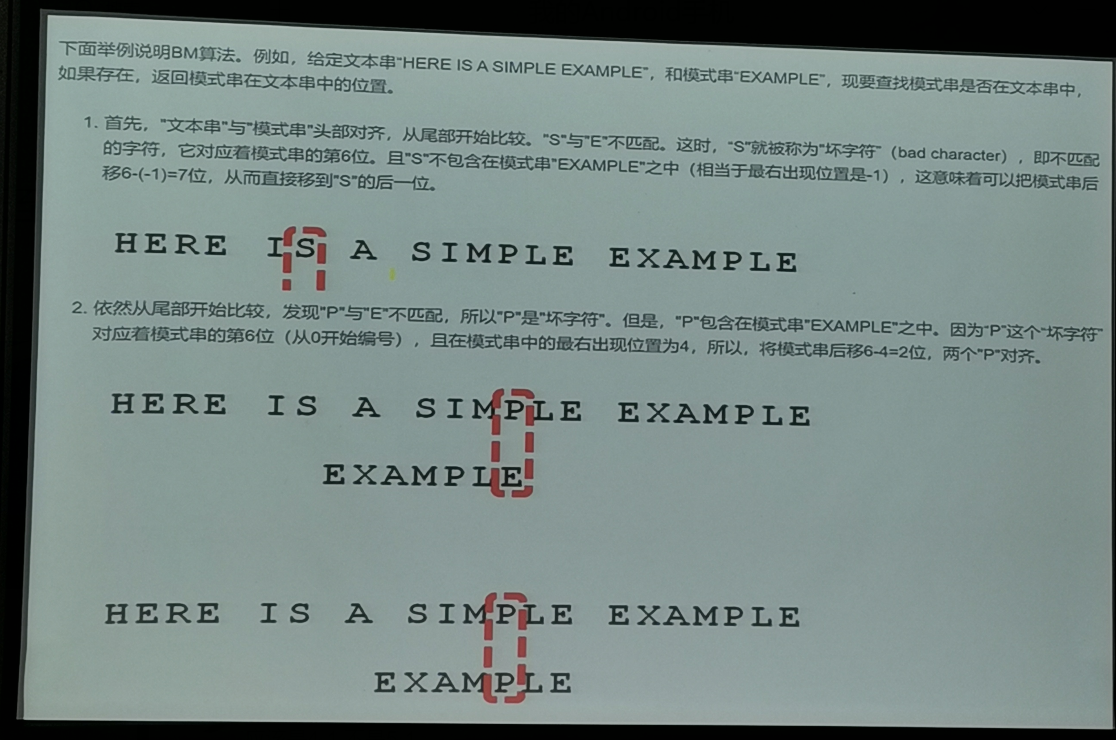 下面举例说明BM算法。例如，给定文本串“HERE IS A SIMPLE EXAMPLE”，和模式串“EXAMPLE”，现要查找模式串是否在文本串中，
如果存在，返回模式串在文本串中的位置。
1. 首先，"文本串"与"模式串"头部对齐，从尾部开始比较。"S"与"E"不匹配。这时，"S"就被称为"坏字符"（bad character），即不匹配
的字符，它对应着模式串的第6位。且"S"不包含在模式串"EXAMPLE"之中（相当于最右出现位置是-1），这意味着可以把模式串后
移6-(-1)=7位，从而直接移到"S"的后一位。
HERE IS A SIMPLE EXAMPLE
2. 依然从尾部开始比较，发现"P"与"E"不匹配，所以"P"是"坏字符"。但是，"P"包含在模式串"EXAMPLE"之中。因为"P"这个"坏字符"
对应着模式串的第6位（从0开始编号），且在模式串中的最右出现位置为4，所以，将模式串后移6-4=2位，两个"P"对齐。
HERE IS A SIMPLE EXAMPLE
EXAMPLE
HERE IS A SIMPLE EXAMPLE
EXAMPLE